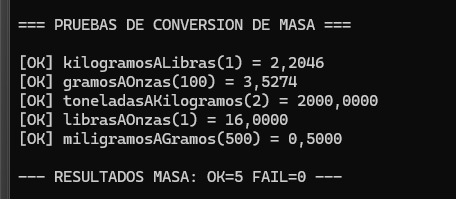 === PRUEBAS DE CONVERSION DE MASA ===
[OK] kilogramosALibras(1) = 2,2046
[OK] gramosAOnzas(100) = 3,5274
[OK] toneladasAKilogramos(2) = 2000,0000
[OK] librasAOnzas(1) = 16,0000
[OK] miligramosAGramos(500) = 0,5000
--- RESULTADOS MASA: OK=5 FAIL=0 ---